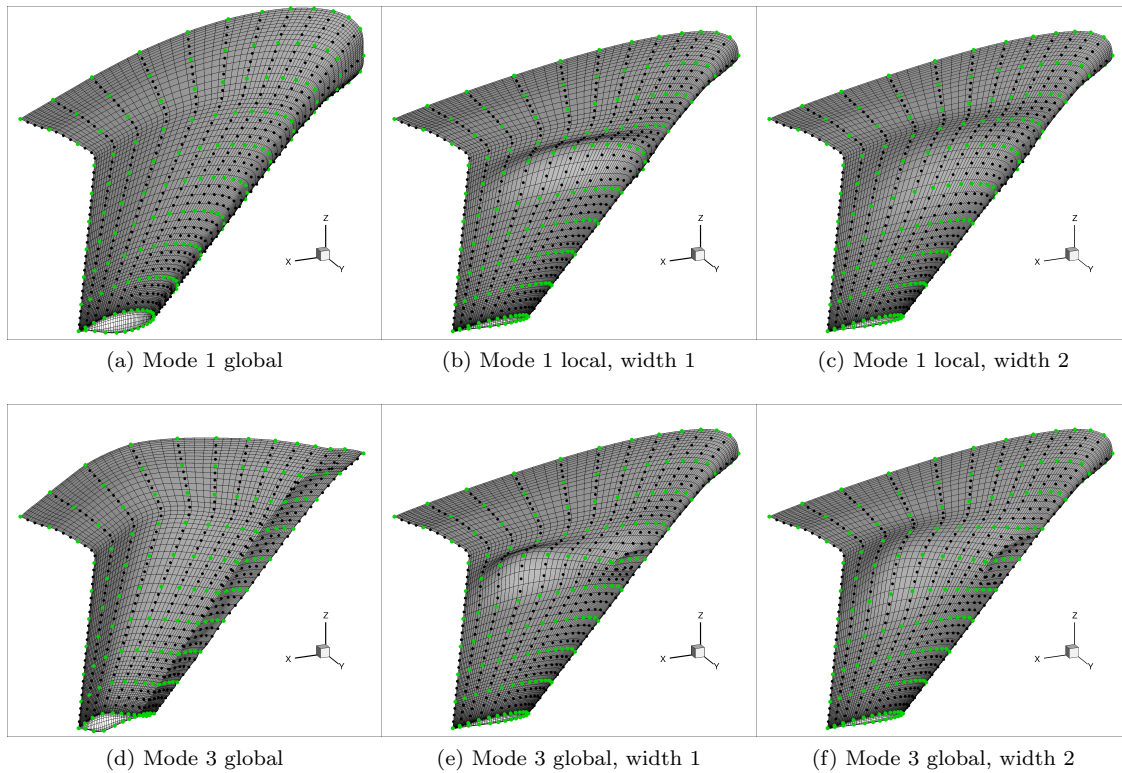 Z
X
Y
Z
X
Y
Z
X
Y
(a) Mode 1 global
(b) Mode 1 local, width 1
(c) Mode 1 local, width 2
Z
X
Y
Z
X
Y
Z
X
Y
(d) Mode 3 global
(e) Mode 3 global, width 1
(f) Mode 3 global, width 2